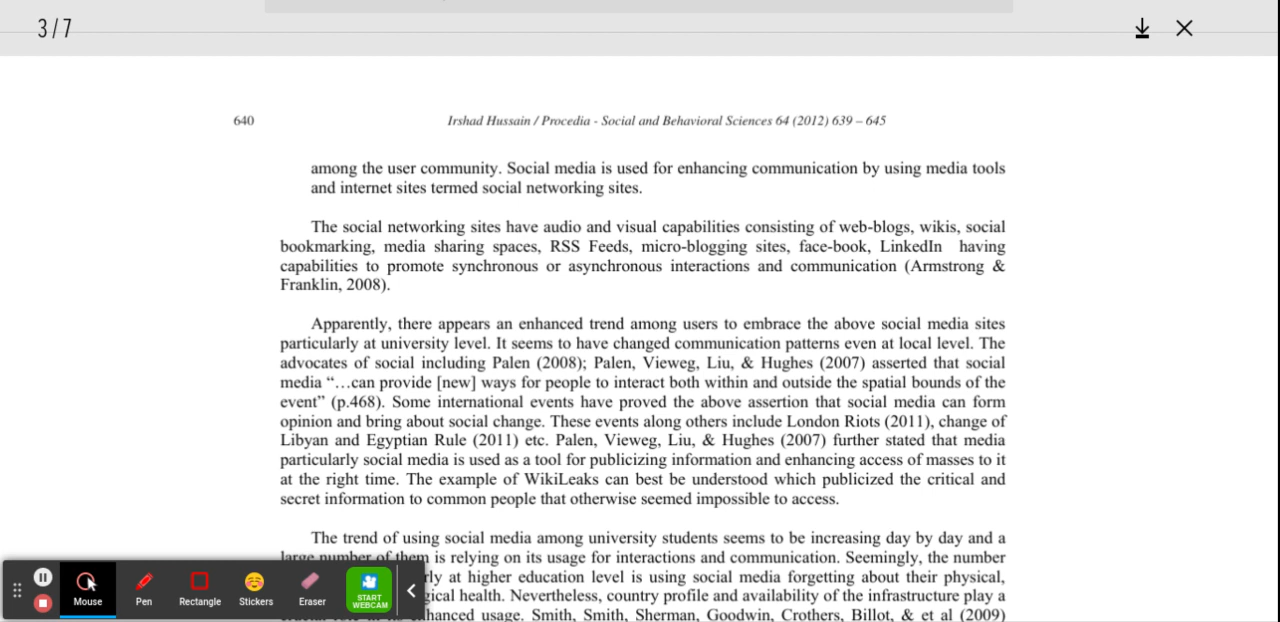 3/7
640
Irshad Hussain / Procedia - Social and Behavioral Sciences 64 (2012) 639 – 645
among the user community. Social media is used for enhancing communication by using media tools
and internet sites termed social networking sites.
The social networking sites have audio and visual capabilities consisting of web-blogs, wikis, social
bookmarking, media sharing spaces, RSS Feeds, micro-blogging sites, face-book, LinkedIn having
capabilities to promote synchronous or asynchronous interactions and communication (Armstrong &
Franklin, 2008).
Apparently, there appears an enhanced trend among users to embrace the above social media sites
particularly at university level. It seems to have changed communication patterns even at local level. The
advocates of social including Palen (2008); Palen, Vieweg, Liu, & Hughes (2007) asserted that social
media “…can provide [new] ways for people to interact both within and outside the spatial bounds of the
event” (p.468). Some international events have proved the above assertion that social media can form
opinion and bring about social change. These events along others include London Riots (2011), change of
Libyan and Egyptian Rule (2011) etc. Palen, Vieweg, Liu, & Hughes (2007) further stated that media
particularly social media is used as a tool for publicizing information and enhancing access of masses to it
at the right time. The example of WikiLeaks can best be understood which publicized the critical and
secret information to common people that otherwise seemed impossible to access.
The trend of using social media among university students seems to be increasing day by day and a
large number of them is relying on its usage for interactions and communication. Seemingly, the number
rly at higher education level is using social media forgetting about their physical,
gical health. Nevertheless, country profile and availability of the infrastructure play a
hanced usage. Smith, Smith, Sherman, Goodwin, Crothers, Billot, & et al (2009)
Mouse
Pen
Rectangle
Stickers
Eraser
START
WEBCAM